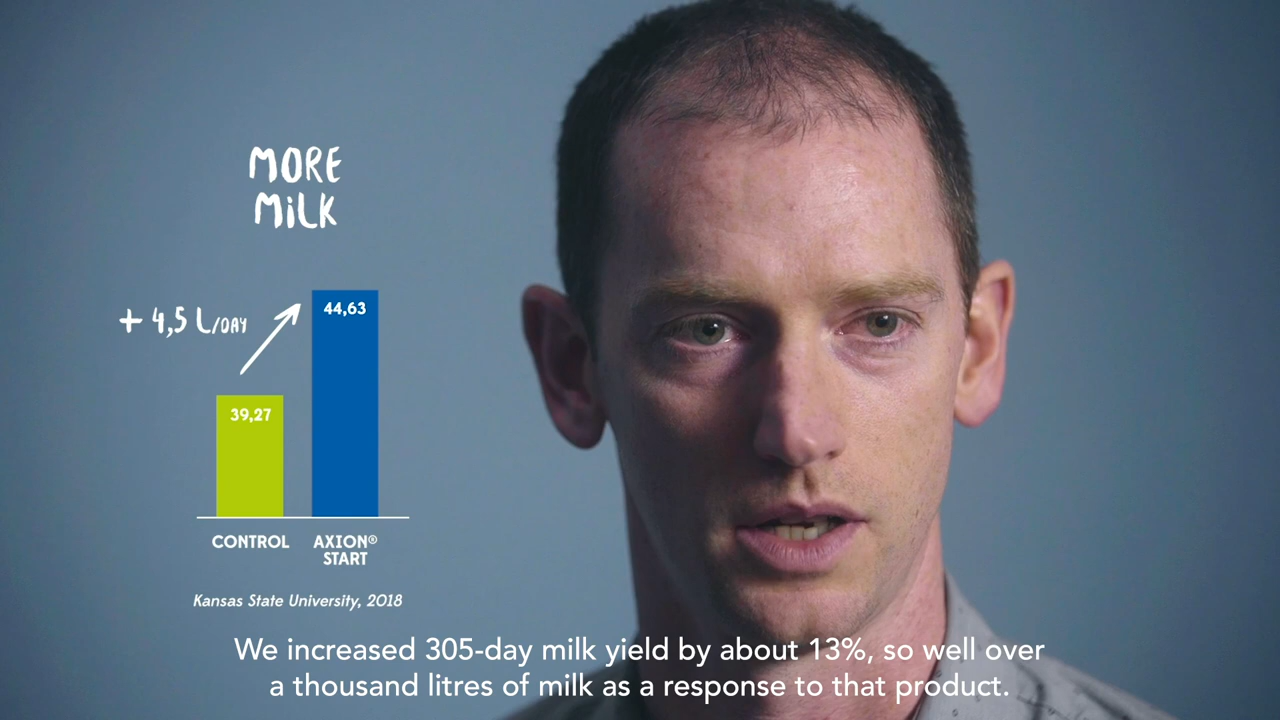 MORE
MiLK
+ 4,5 L/DAY
44,63
39,27
CONTROL
AXION®
START
Kansas State University, 2018
We increased 305-day milk yield by about 13%, so well over
a thousand litres of milk as a response to that product.